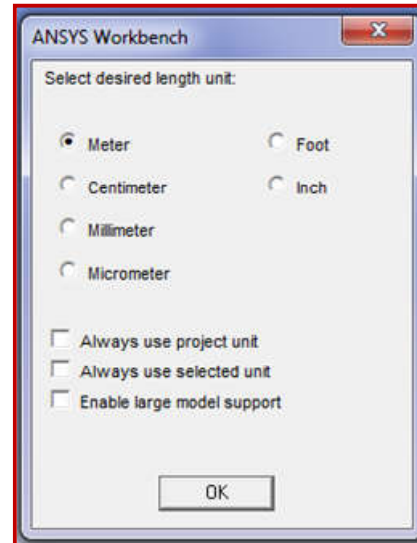 ANSYS Workbench
Select desired length unit:
Meter
Foot
Centimeter
Inch
Millimeter
Micrometer
Always use project unit
Always use selected unit
Enable large model support
OK